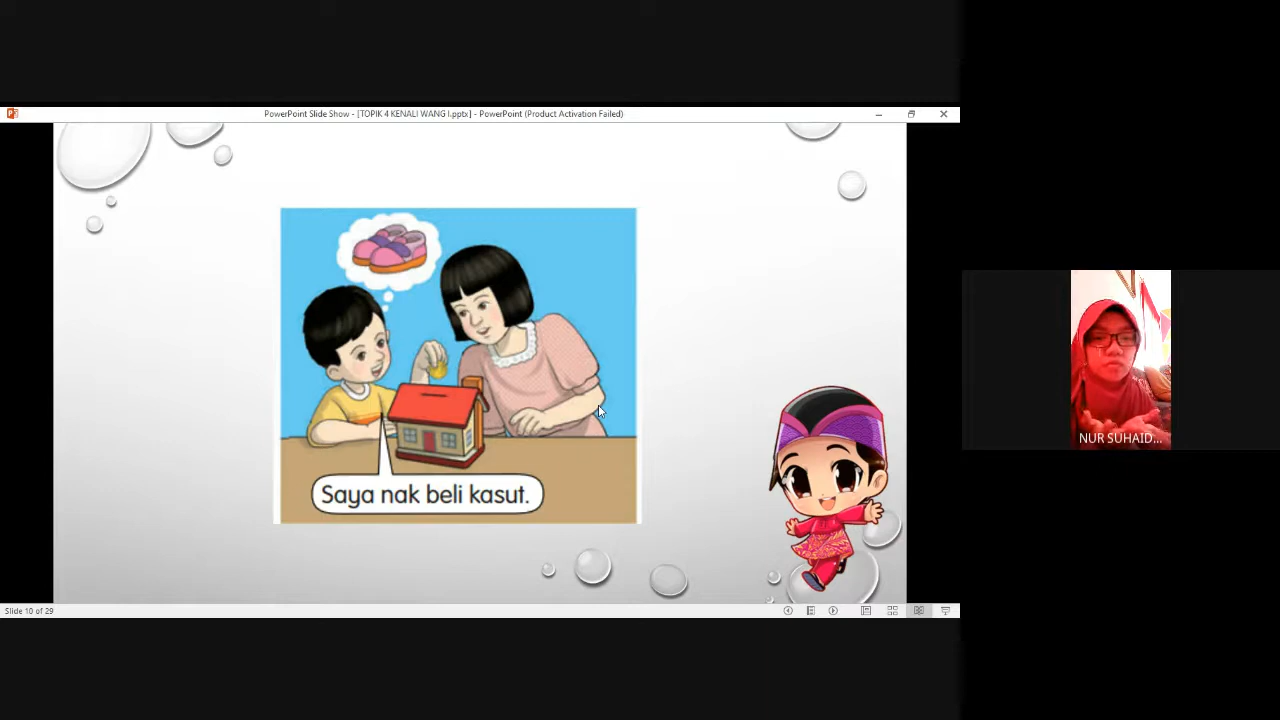 PowerPoint Slide Show - [TOPIK 4 KENALI WANG I.pptx] - PowerPoint (Product Activation Failed)
Saya nak beli kasut.
NUR SUHAID...
Slide 10 of 29